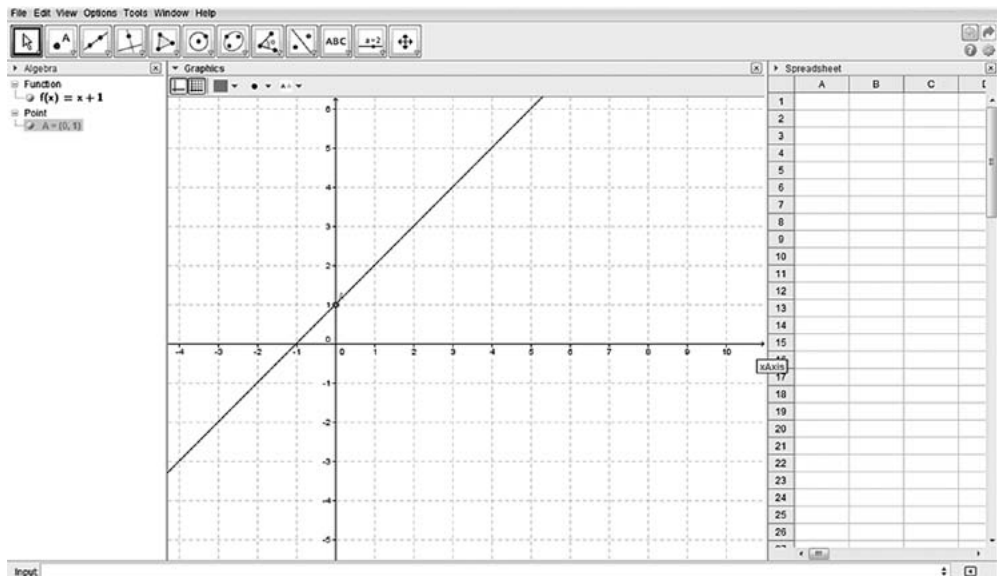 File Edit View Options Tools Window Help
A
ABC
a=2
Algebra
Function
f(x) = x + 1
Point
A = (0, 1)
Graphics
6
5
4
3
2
1
0
-4 -3 -2 -1 0 1 2 3 4 5 6 7 8 9 10
-1
-2
-3
-4
-5
xAxis
Spreadsheet
A B C
1
2
3
4
5
6
7
8
9
10
11
12
13
14
15
17
18
19
20
21
22
23
24
25
26
Input: